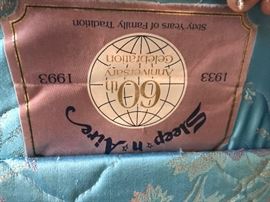 Sleep ★ n ★ Aire
1933 60th 1993
Anniversary
Celebration
Sixty Years of Family Tradition